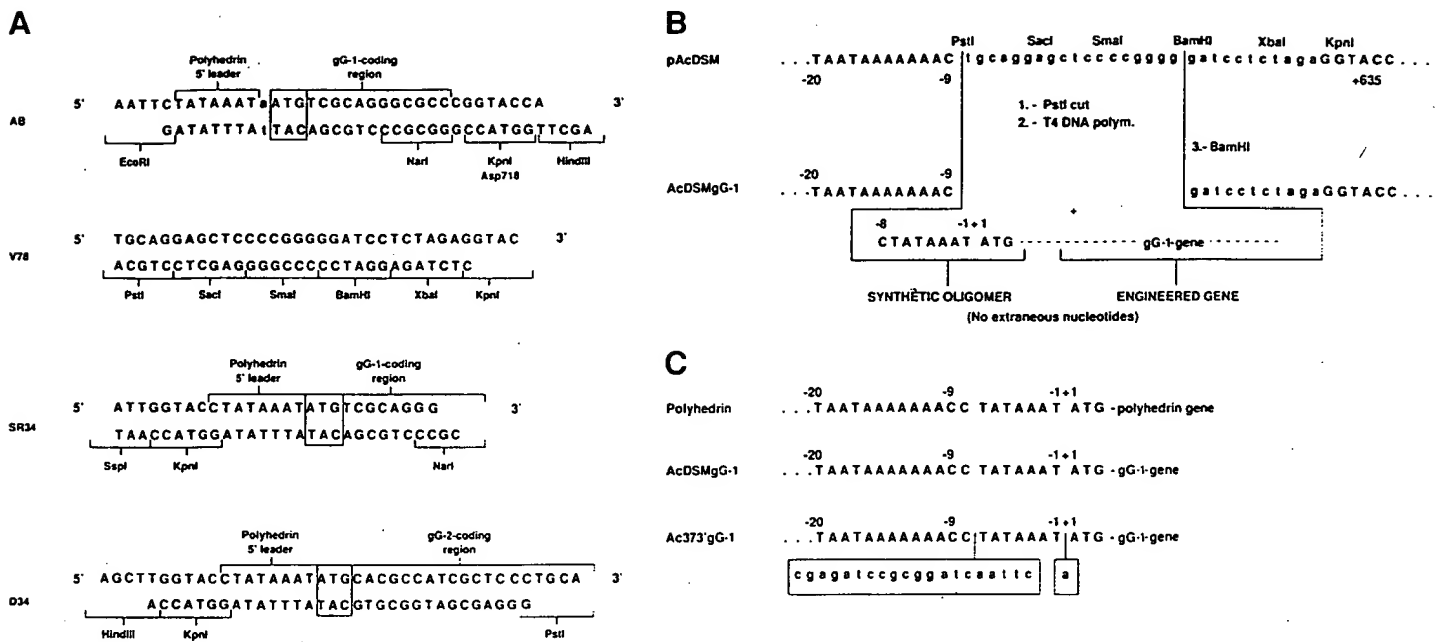 A
Polyhedrin
5' leader
gG-1-coding
region
AB
5' AATTCTATAAATaATGTCGCAGGGCGCCCGGTACCA 3'
GATATTTAtTACAGCGTCCCGCGGGCCATGGTTCGA
EcoRI
NarI
KpnI
HindIII
Asp718
V78
5' TGCAGGAGCTCCCCGGGGGATCCTCTAGAGGTAC 3'
ACGTCCTCGAGGGGCCCCCTAGGAGATCTC
PstI
SacI
SmaI
BamHI
XbaI
KpnI
Polyhedrin
5' leader
gG-1-coding
region
SR34
5' ATTGGTACCTATAAATATGTCGCAGGG 3'
TAACCATGGATATTTATACAGCGTCCCGC
SspI
KpnI
NarI
Polyhedrin
5' leader
gG-2-coding
region
D34
5' AGCTTGGTACCTATAAATATGCACGCCATCGCTCCCTGCA 3'
ACCATGGATATTTATACGTGCGGTAGCGAGGG
HindIII
KpnI
PstI
B
PstI SacI SmaI BamHI XbaI KpnI
pAcDSM
...TAATAAAAAAAC tgcaggagctccccgggg gatcctctagaGGTACC...
-20 -9 +635
1.- PstI cut
2.- T4 DNA polym.
3.- BamHI
-20 -9
AcDSMgG-1
...TAATAAAAAAAC gatcctctagaGGTACC...
+
-8 -1+1
CTATAAAT ATG - - - - gG-1-gene - - - -
SYNTHETIC OLIGOMER
ENGINEERED GENE
(No extraneous nucleotides)
C
-20 -9 -1+1
Polyhedrin ...TAATAAAAAAACC TATAAAT ATG -polyhedrin gene
-20 -9 -1+1
AcDSMgG-1 ...TAATAAAAAAACC TATAAAT ATG -gG-1-gene
-20 -9 -1+1
Ac373'gG-1 ...TAATAAAAAAACC TATAAAT ATG -gG-1-gene
cgagatccgcggatcaattc
a